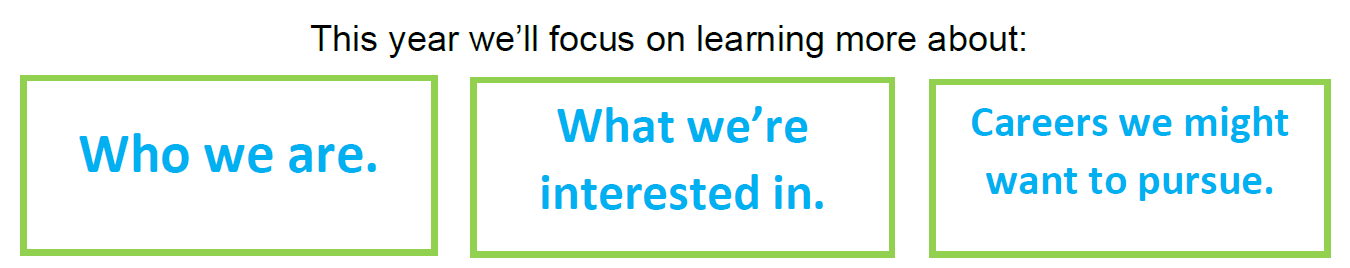 This year we’ll focus on learning more about:
Who we are.
What we’re
interested in.
Careers we might
want to pursue.